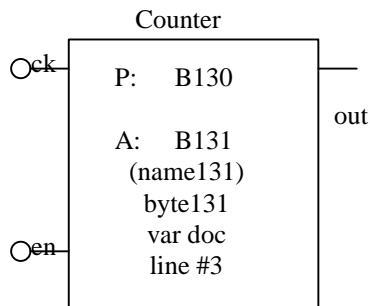 Counter
ck
P: B130
out
A: B131
(name131)
byte131
var doc
en
line #3